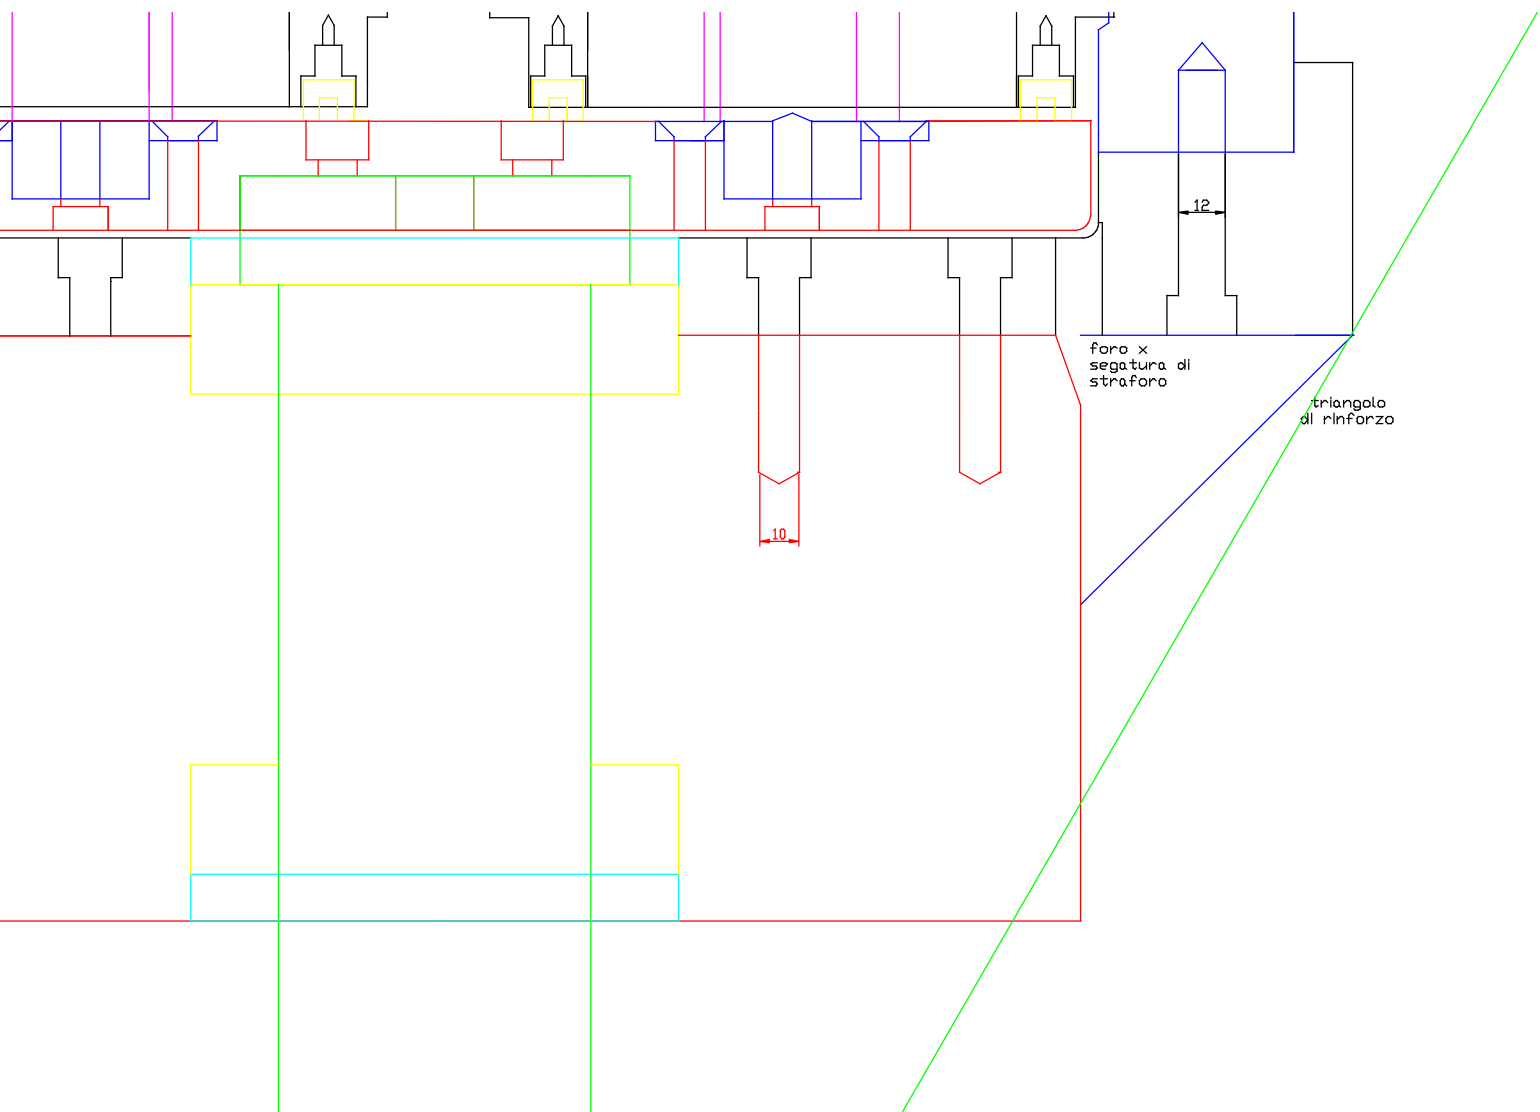 12
foro x
segatura di
straforo
triangolo
di rinforzo
10